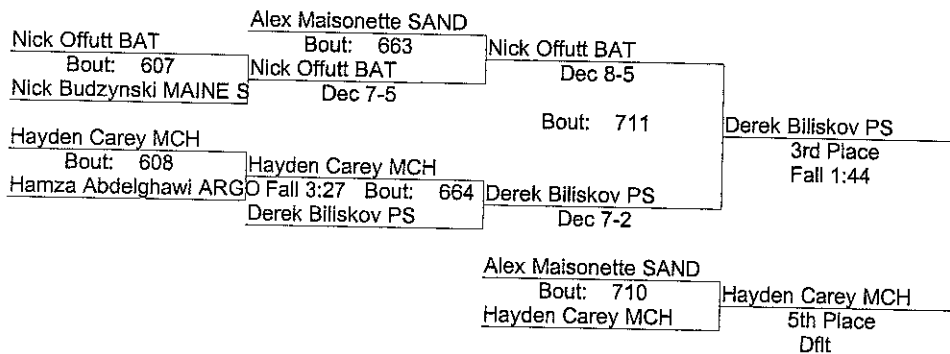 Alex Maisonette SAND
Nick Offutt BAT
Bout: 663
Nick Offutt BAT
Bout: 607
Nick Offutt BAT
Dec 8-5
Nick Budzynski MAINE S
Dec 7-5
Bout: 711
Derek Biliskov PS
Hayden Carey MCH
3rd Place
Bout: 608
Hayden Carey MCH
Fall 1:44
Hamza Abdelghawi ARGO
Fall 3:27 Bout: 664
Derek Biliskov PS
Derek Biliskov PS
Dec 7-2
Alex Maisonette SAND
Bout: 710
Hayden Carey MCH
Hayden Carey MCH
5th Place
Dflt